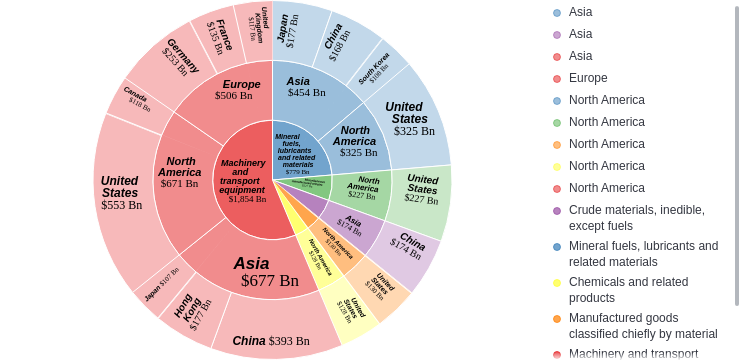 United
Kingdom
$117 Bn
Japan
$177 Bn
China
$168 Bn
South Korea
$108 Bn
France
$135 Bn
Germany
$253 Bn
Canada
$118 Bn
Europe
$506 Bn
Asia
$454 Bn
United
States
$325 Bn
North
America
$325 Bn
Mineral
fuels,
lubricants
and related
materials
$779 Bn
Machinery
and
transport
equipment
$1,854 Bn
North
America
$671 Bn
United
States
$553 Bn
North
America
$227 Bn
United
States
$227 Bn
Asia
$174 Bn
China
$174 Bn
North America
$130 Bn
United
States
$130 Bn
North America
$128 Bn
United
States
$128 Bn
Asia
$677 Bn
Japan $107 Bn
Hong
Kong
$177 Bn
China $393 Bn
Asia
Asia
Asia
Europe
North America
North America
North America
North America
North America
Crude materials, inedible,
except fuels
Mineral fuels, lubricants and
related materials
Chemicals and related
products
Manufactured goods
classified chiefly by material
Machinery and transport